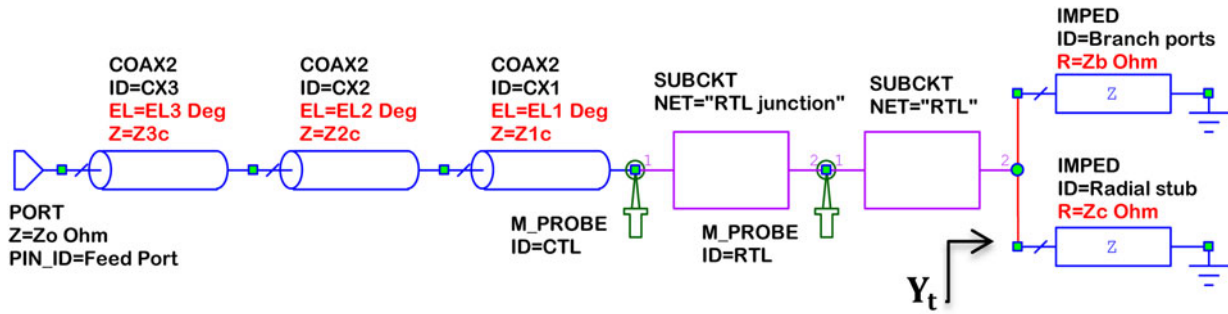 COAX2
ID=CX3
EL=EL3 Deg
Z=Z3c
COAX2
ID=CX2
EL=EL2 Deg
Z=Z2c
COAX2
ID=CX1
EL=EL1 Deg
Z=Z1c
SUBCKT
NET="RTL junction"
SUBCKT
NET="RTL"
IMPED
ID=Branch ports
R=Zb Ohm
Z
1
2
1
2
PORT
Z=Zo Ohm
PIN_ID=Feed Port
M_PROBE
ID=CTL
M_PROBE
ID=RTL
IMPED
ID=Radial stub
R=Zc Ohm
Z
Yt